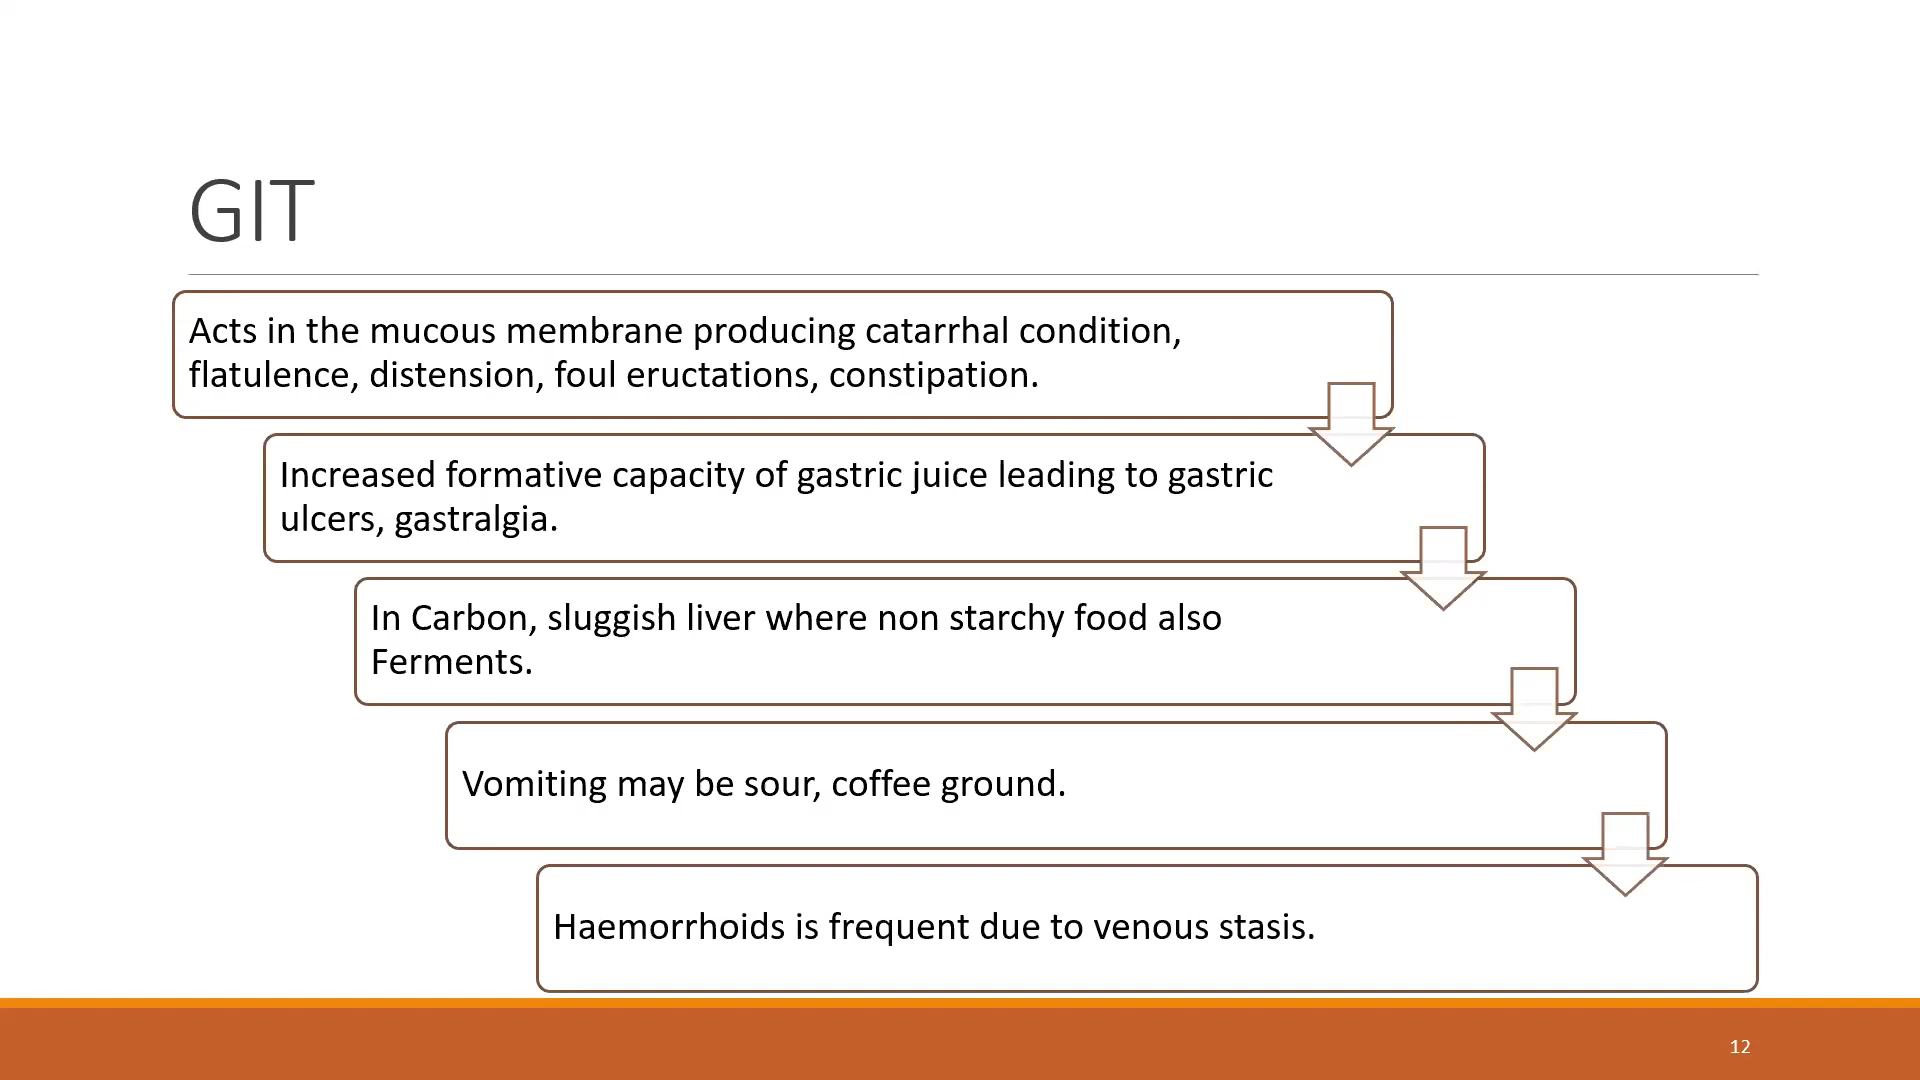 GIT
Acts in the mucous membrane producing catarrhal condition,
flatulence, distension, foul eructations, constipation.
Increased formative capacity of gastric juice leading to gastric
ulcers, gastralgia.
In Carbon, sluggish liver where non starchy food also
Ferments.
Vomiting may be sour, coffee ground.
Haemorrhoids is frequent due to venous stasis.
12